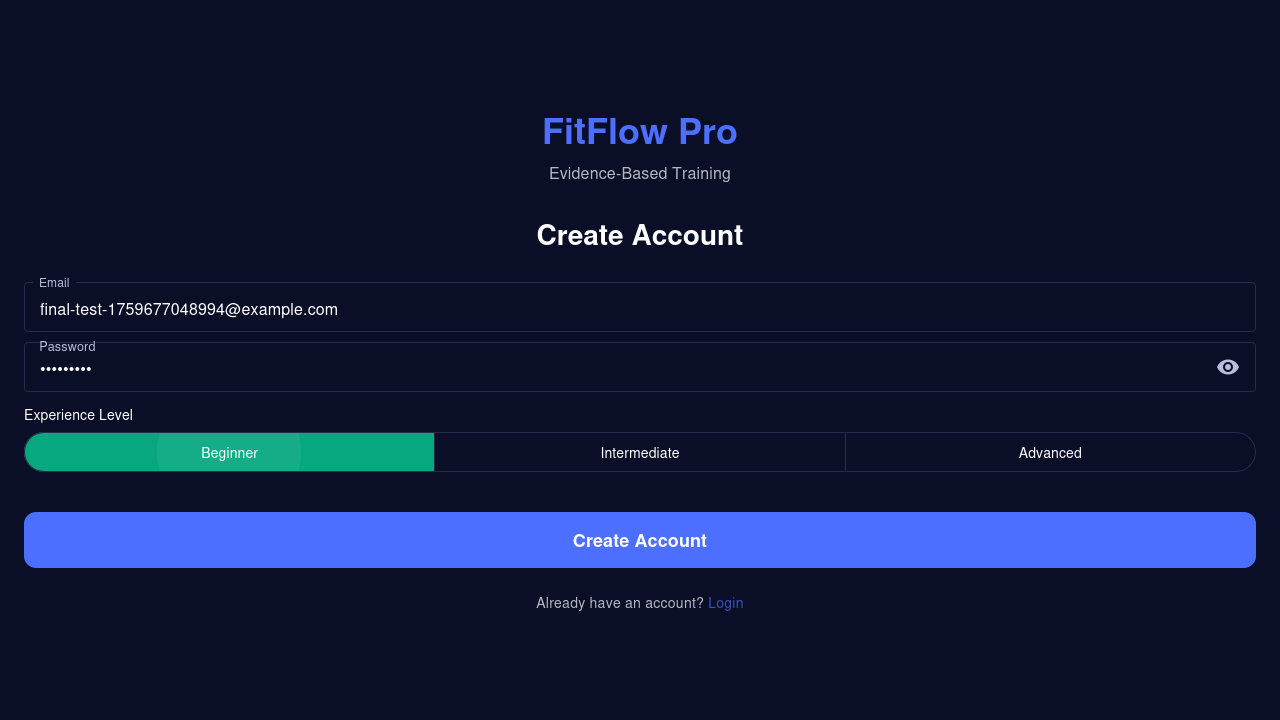 FitFlow Pro
Evidence-Based Training
Create Account
Email
final-test-1759677048994@example.com
Password
•••••••••
Experience Level
Beginner Intermediate Advanced
Create Account
Already have an account? Login